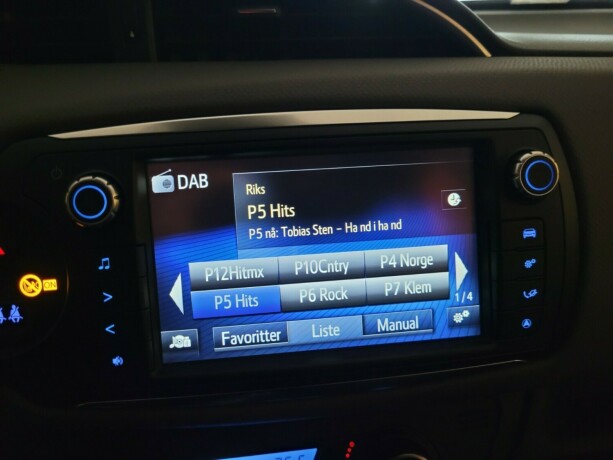 DAB
Riks
P5 Hits
P5 nå: Tobias Sten – Ha nd i ha nd
P12Hitmx P10Cntry P4 Norge
P5 Hits P6 Rock P7 Klem
1/4
Favoritter Liste Manual
ON